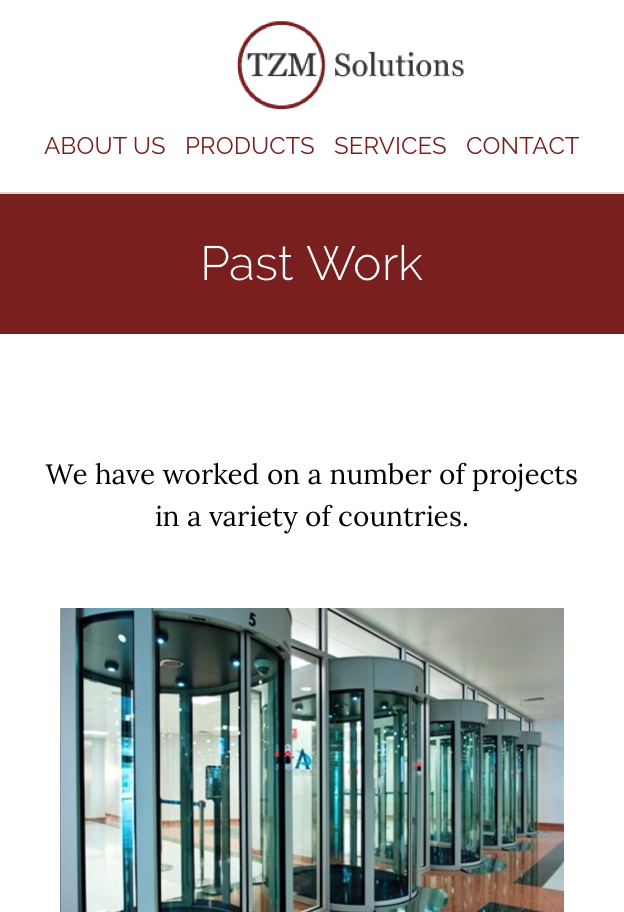 TZM Solutions
ABOUT US PRODUCTS SERVICES CONTACT
Past Work
We have worked on a number of projects
in a variety of countries.
5
A